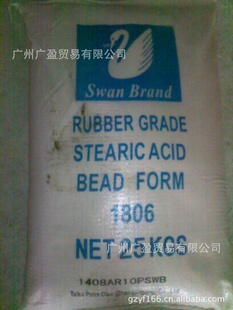 广州广盈贸易有限公司
Swan Brand
RUBBER GRADE
STEARIC ACID
广州广盈贸易有限公司
BEAD FORM
1806
NET 25 KGS
1408AR10PSWB
http://gzyf166.cn.alibaba.com